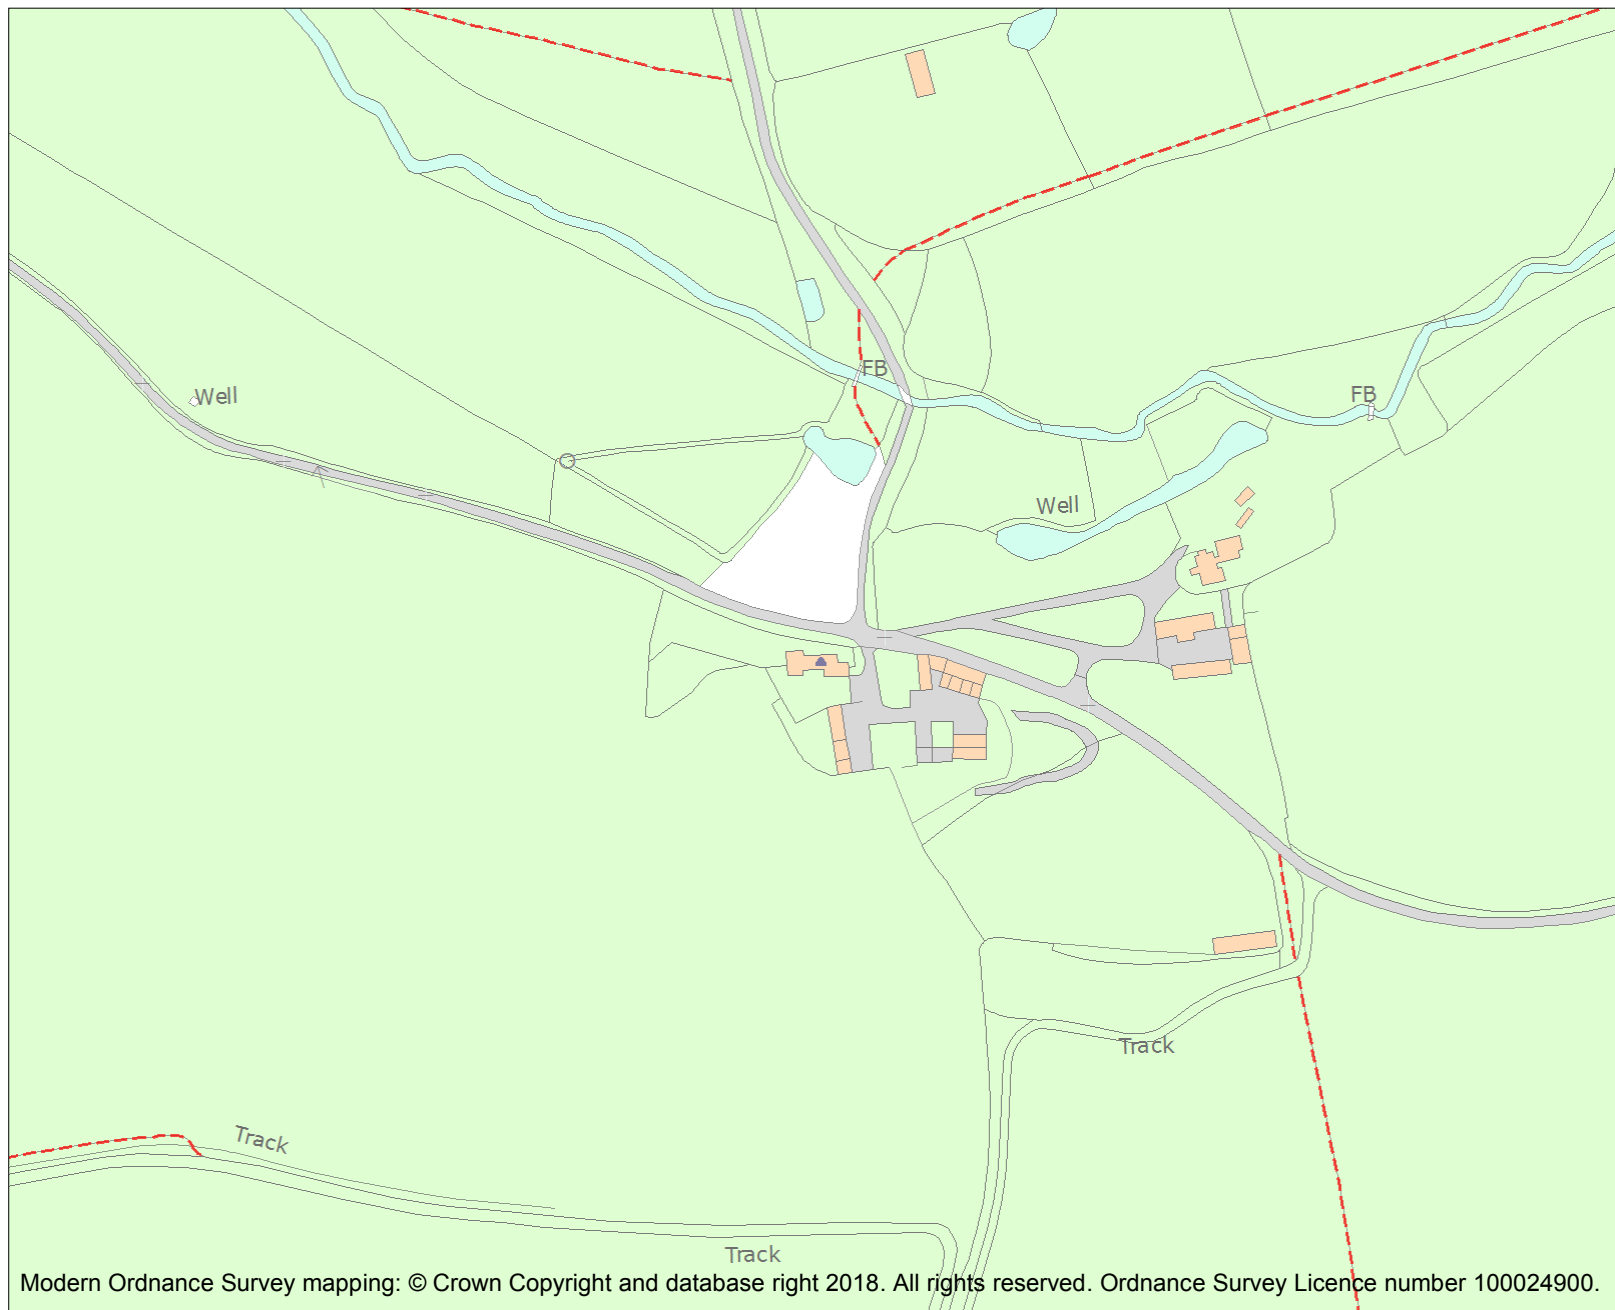 FB
FB
Well
Well
Track
Track
Track
Modern Ordnance Survey mapping: © Crown Copyright and database right 2018. All rights reserved. Ordnance Survey Licence number 100024900.